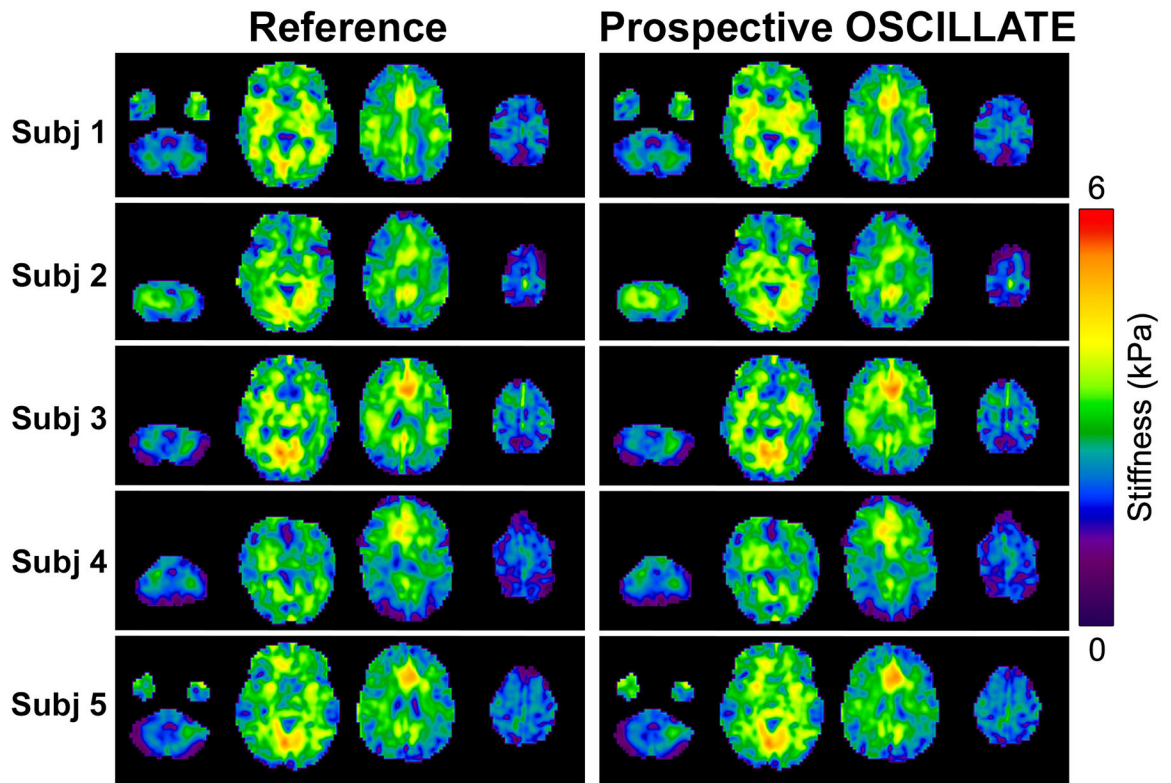 Reference
Prospective OSCILLATE
Subj 1
Subj 2
Subj 3
Subj 4
Subj 5
6
Stiffness (kPa)
0